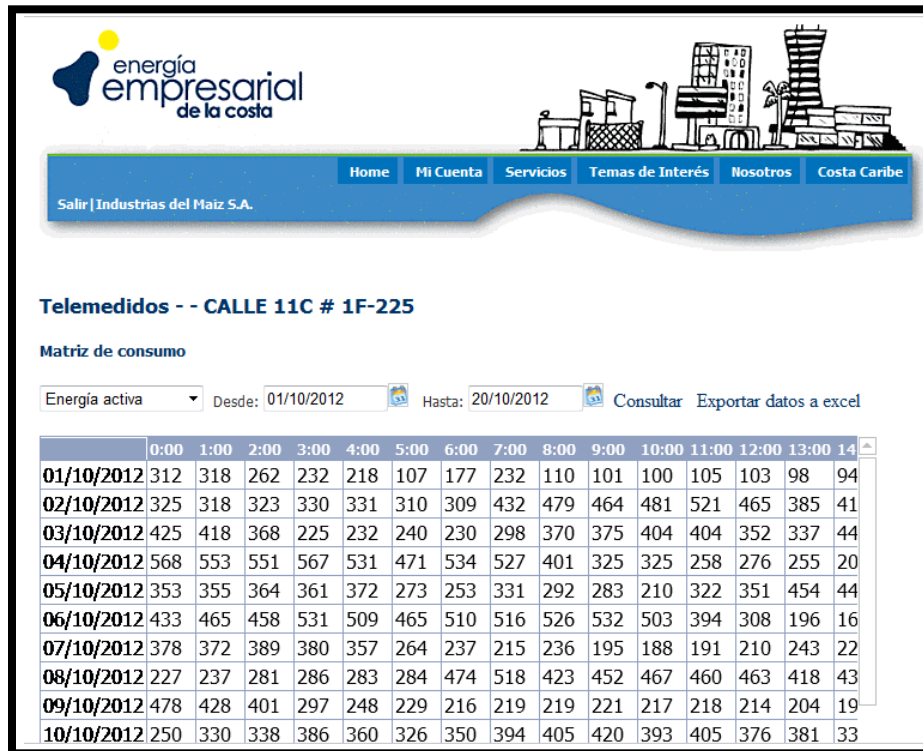 energía
empresarial
de la costa
Home Mi Cuenta Servicios Temas de Interés Nosotros Costa Caribe
Salir|Industrias del Maiz S.A.
Telemedidos - - CALLE 11C # 1F-225
Matriz de consumo
Energía activa Desde: 01/10/2012 Hasta: 20/10/2012 Consultar Exportar datos a excel
0:00 1:00 2:00 3:00 4:00 5:00 6:00 7:00 8:00 9:00 10:00 11:00 12:00 13:00 14
01/10/2012 312 318 262 232 218 107 177 232 110 101 100 105 103 98 94
02/10/2012 325 318 323 330 331 310 309 432 479 464 481 521 465 385 41
03/10/2012 425 418 368 225 232 240 230 298 370 375 404 404 352 337 44
04/10/2012 568 553 551 567 531 471 534 527 401 325 325 258 276 255 20
05/10/2012 353 355 364 361 372 273 253 331 292 283 210 322 351 454 44
06/10/2012 433 465 458 531 509 465 510 516 526 532 503 394 308 196 16
07/10/2012 378 372 389 380 357 264 237 215 236 195 188 191 210 243 22
08/10/2012 227 237 281 286 283 284 474 518 423 452 467 460 463 418 43
09/10/2012 478 428 401 297 248 229 216 219 219 221 217 218 214 204 19
10/10/2012 250 330 338 386 360 326 350 394 405 420 393 405 376 381 33